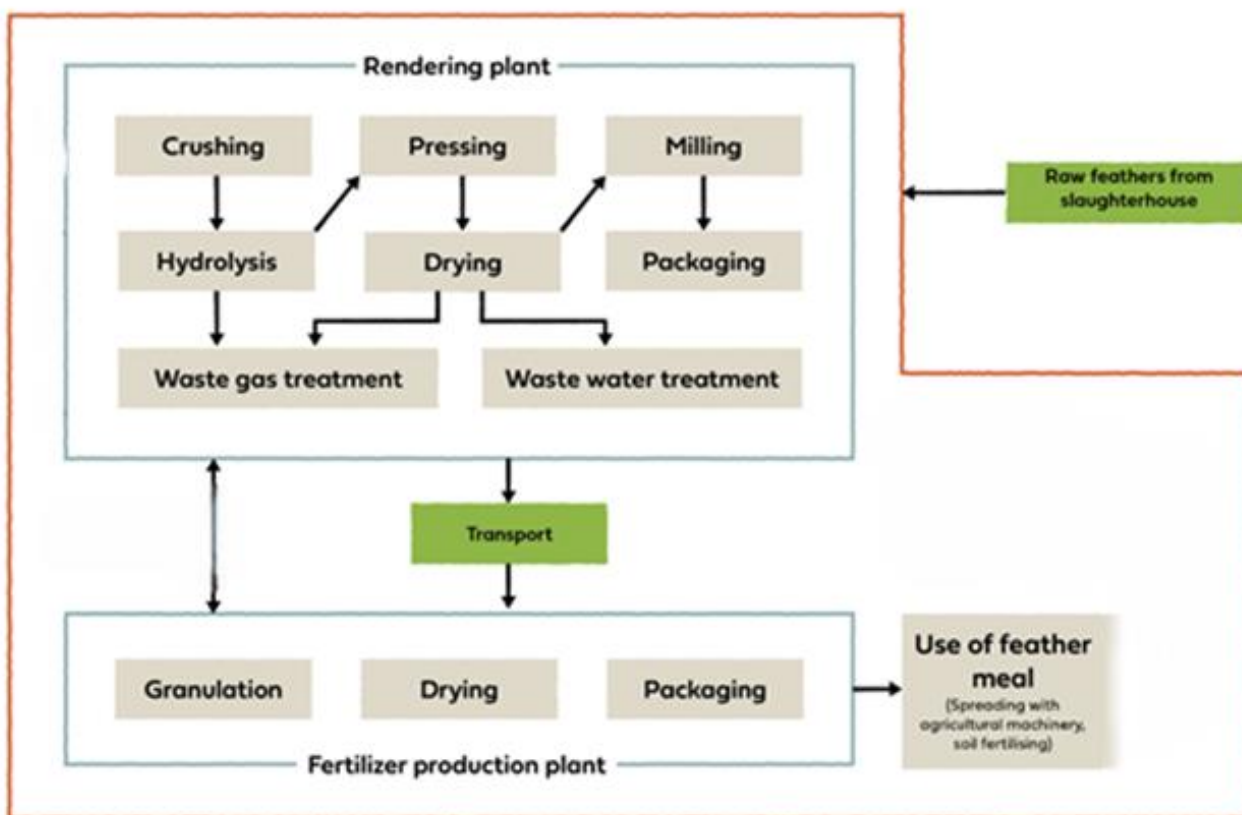 Rendering plant
Crushing
Pressing
Milling
Raw feathers from
slaughterhouse
Hydrolysis
Drying
Packaging
Waste gas treatment
Waste water treatment
Transport
Granulation
Drying
Packaging
Fertilizer production plant
Use of feather
meal
(Spreading with
agricultural machinery,
soil fertilising)